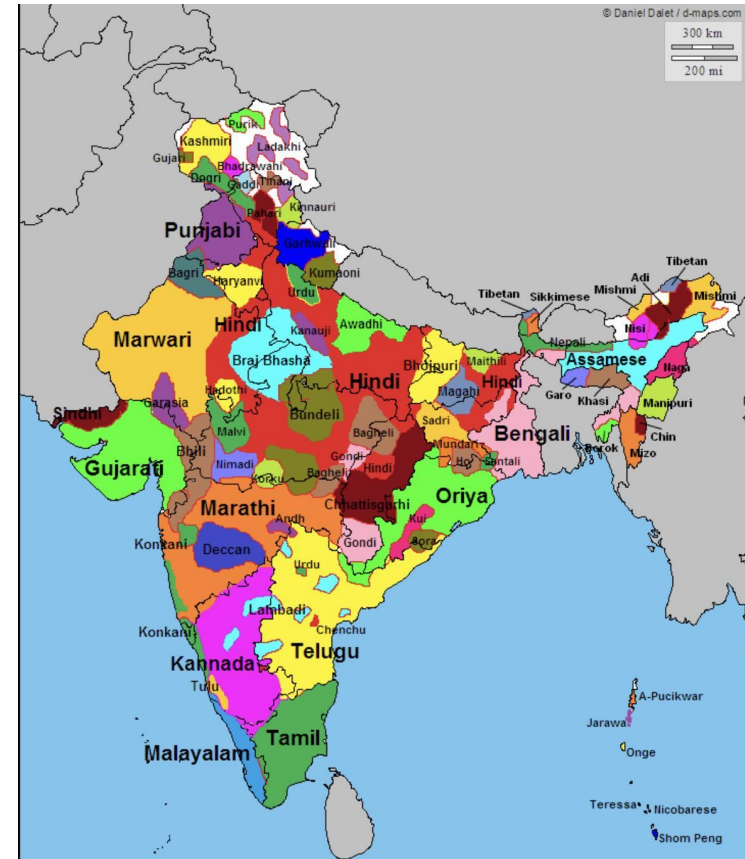 © Daniel Dalet / d-maps.com
300 km
200 mi
Purik
Kashmiri
Ladakhi
Gujari
Bhadrawahi
Dogri
Gaddi
Tinani
Kinnauri
Pahari
Punjabi
Garhwali
Bagri
Haryanvi
Kumaoni
Urdu
Tibetan
Adi
Tibetan
Sikkimese
Mishmi
Mishmi
Marwari
Hindi
Kanauji
Awadhi
Nisi
Nepali
Braj Bhasha
Bhojpuri
Maithili
Assamese
Hindi
Hindi
Naga
Hadothi
Magahi
Garo
Khasi
Garasia
Bundeli
Manipuri
Sindhi
Sadri
Malvi
Bagheli
Bengali
Chin
Bhili
Mundari
Gondi
Mizo
Gujarati
Nimadi
Hindi
Ho
Santali
Korku
Bagheli
Oriya
Marathi
Chhattisgarhi
Andh
Kui
Konkani
Deccan
Gondi
Sora
Urdu
Lambadi
Konkani
Chenchu
Telugu
Kannada
Tulu
A-Pucikwar
Jarawa
Tamil
Malayalam
Onge
Teressa
Nicobarese
Shom Peng